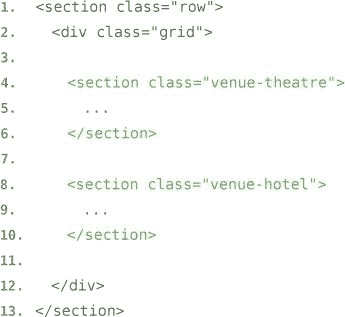 1. <section class="row">
2. <div class="grid">
3.
4. <section class="venue-theatre">
5. ...
6. </section>
7.
8. <section class="venue-hotel">
9. ...
10. </section>
11.
12. </div>
13. </section>